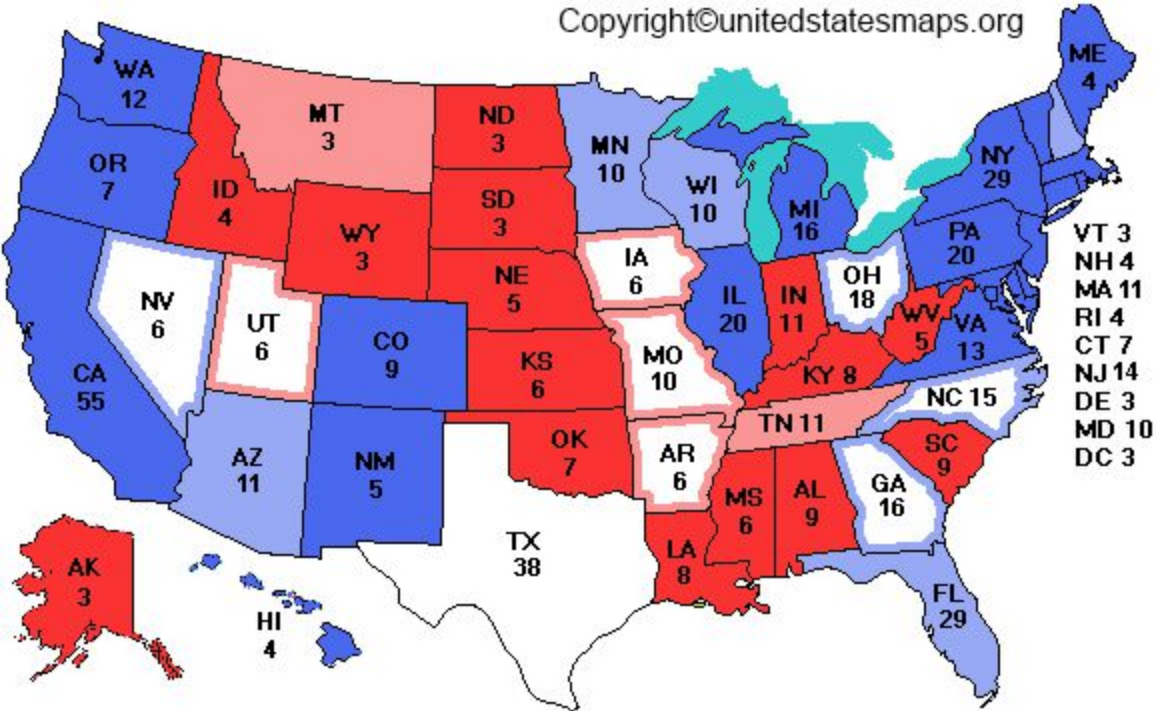 Copyright©unitedstatesmaps.org
WA
12
OR
7
CA
55
NV
6
ID
4
MT
3
WY
3
UT
6
AZ
11
CO
9
NM
5
ND
3
SD
3
NE
5
KS
6
OK
7
TX
38
MN
10
IA
6
MO
10
AR
6
LA
8
WI
10
IL
20
MI
16
IN
11
OH
18
KY 8
TN 11
MS
6
AL
9
GA
16
FL
29
SC
9
NC 15
VA
13
WV
5
PA
20
NY
29
ME
4
VT 3
NH 4
MA 11
RI 4
CT 7
NJ 14
DE 3
MD 10
DC 3
AK
3
HI
4